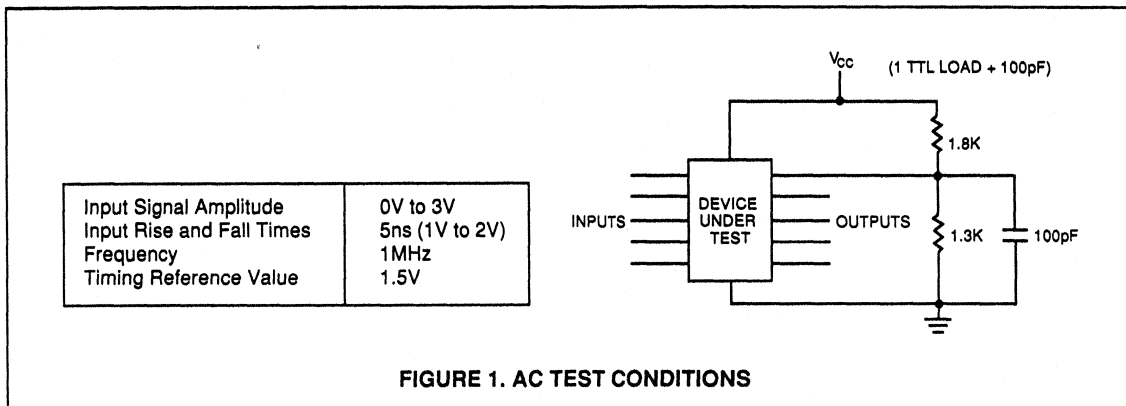 VCC
(1 TTL LOAD + 100pF)
1.8K
Input Signal Amplitude 0V to 3V
Input Rise and Fall Times 5ns (1V to 2V)
Frequency 1MHz
Timing Reference Value 1.5V
INPUTS
DEVICE
UNDER
TEST
OUTPUTS
1.3K
100pF
FIGURE 1. AC TEST CONDITIONS